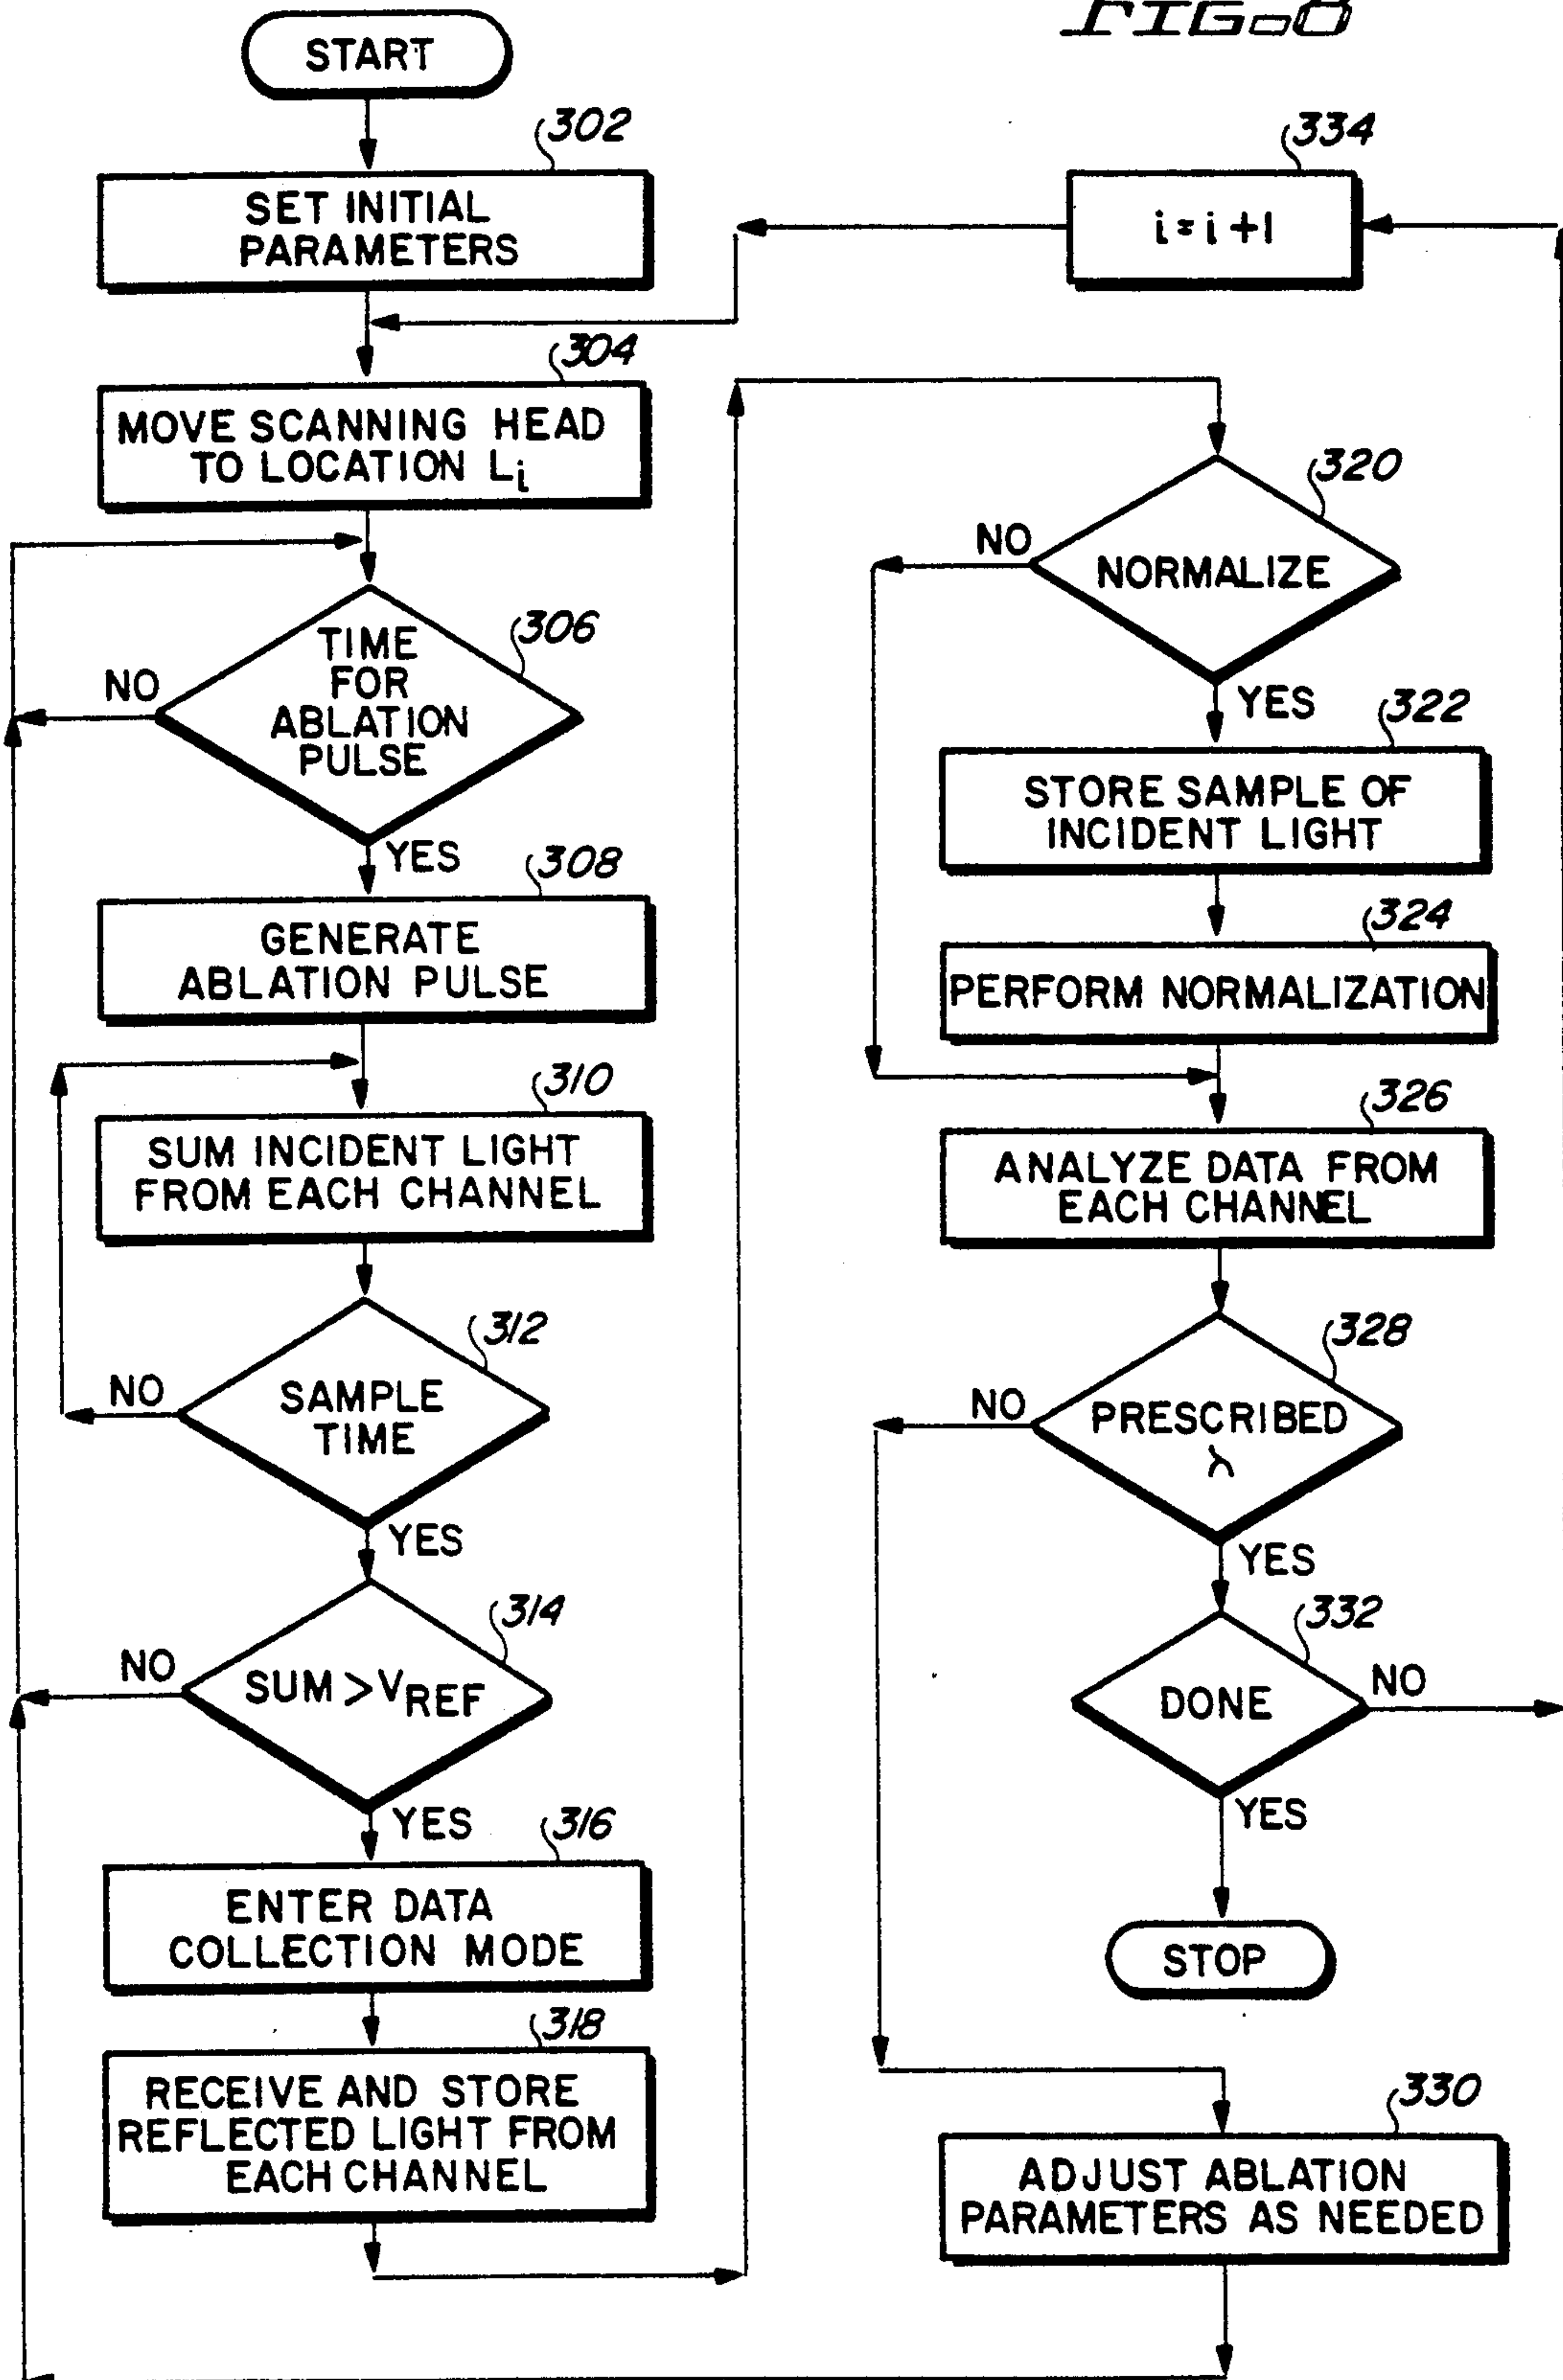 FIG. 8
START
302
SET INITIAL
PARAMETERS
304
MOVE SCANNING HEAD
TO LOCATION Li
306
TIME
FOR
ABLATION
PULSE
NO
YES
308
GENERATE
ABLATION PULSE
310
SUM INCIDENT LIGHT
FROM EACH CHANNEL
312
SAMPLE
TIME
NO
YES
314
SUM > VREF
NO
YES
316
ENTER DATA
COLLECTION MODE
318
RECEIVE AND STORE
REFLECTED LIGHT FROM
EACH CHANNEL
334
i = i + 1
320
NORMALIZE
NO
YES
322
STORE SAMPLE OF
INCIDENT LIGHT
324
PERFORM NORMALIZATION
326
ANALYZE DATA FROM
EACH CHANNEL
328
PRESCRIBED
λ
NO
YES
332
DONE
NO
YES
STOP
330
ADJUST ABLATION
PARAMETERS AS NEEDED